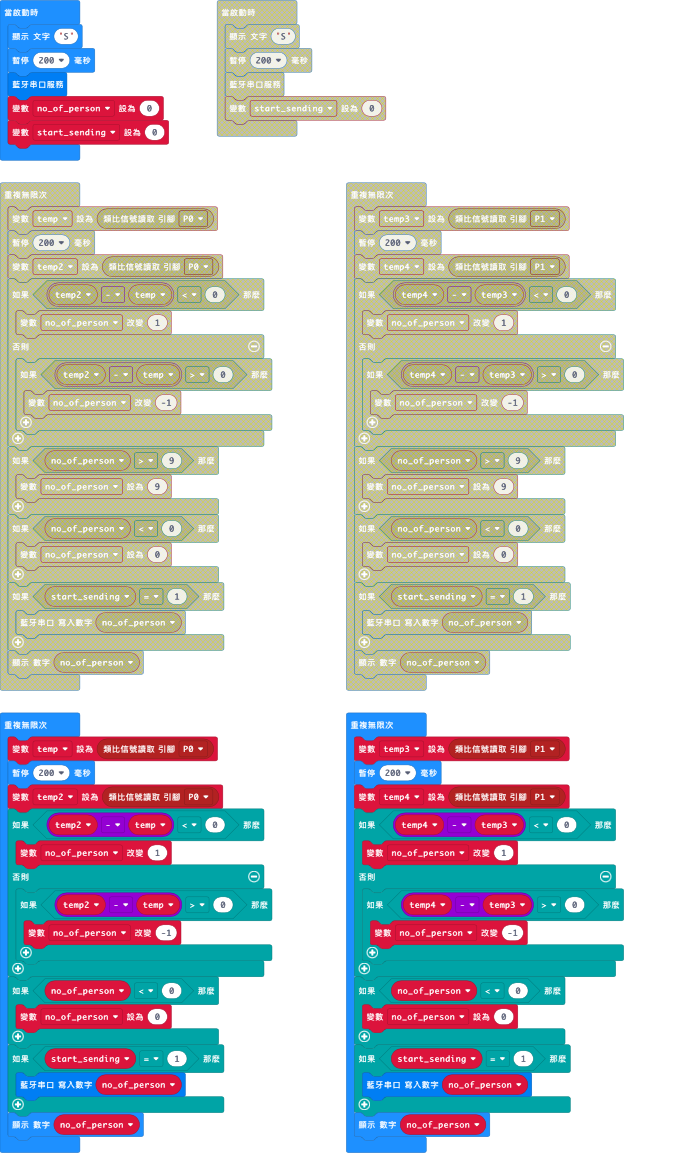 當啟動時
顯示 文字 "S"
暫停 200 毫秒
藍牙串口服務
變數 no_of_person 設為 0
變數 start_sending 設為 0
當啟動時
顯示 文字 "S"
暫停 200 毫秒
藍牙串口服務
變數 start_sending 設為 0
重複無限次
變數 temp 設為 類比信號讀取 引腳 P0
暫停 200 毫秒
變數 temp2 設為 類比信號讀取 引腳 P0
如果 temp2 - temp < 0 那麼
變數 no_of_person 改變 1
否則
如果 temp2 - temp > 0 那麼
變數 no_of_person 改變 -1
如果 no_of_person > 9 那麼
變數 no_of_person 設為 9
如果 no_of_person < 0 那麼
變數 no_of_person 設為 0
如果 start_sending = 1 那麼
藍牙串口 寫入數字 no_of_person
顯示 數字 no_of_person
重複無限次
變數 temp3 設為 類比信號讀取 引腳 P1
暫停 200 毫秒
變數 temp4 設為 類比信號讀取 引腳 P1
如果 temp4 - temp3 < 0 那麼
變數 no_of_person 改變 1
否則
如果 temp4 - temp3 > 0 那麼
變數 no_of_person 改變 -1
如果 no_of_person > 9 那麼
變數 no_of_person 設為 9
如果 no_of_person < 0 那麼
變數 no_of_person 設為 0
如果 start_sending = 1 那麼
藍牙串口 寫入數字 no_of_person
顯示 數字 no_of_person
重複無限次
變數 temp 設為 類比信號讀取 引腳 P0
暫停 200 毫秒
變數 temp2 設為 類比信號讀取 引腳 P0
如果 temp2 - temp < 0 那麼
變數 no_of_person 改變 1
否則
如果 temp2 - temp > 0 那麼
變數 no_of_person 改變 -1
如果 no_of_person < 0 那麼
變數 no_of_person 設為 0
如果 start_sending = 1 那麼
藍牙串口 寫入數字 no_of_person
顯示 數字 no_of_person
重複無限次
變數 temp3 設為 類比信號讀取 引腳 P1
暫停 200 毫秒
變數 temp4 設為 類比信號讀取 引腳 P1
如果 temp4 - temp3 < 0 那麼
變數 no_of_person 改變 1
否則
如果 temp4 - temp3 > 0 那麼
變數 no_of_person 改變 -1
如果 no_of_person < 0 那麼
變數 no_of_person 設為 0
如果 start_sending = 1 那麼
藍牙串口 寫入數字 no_of_person
顯示 數字 no_of_person